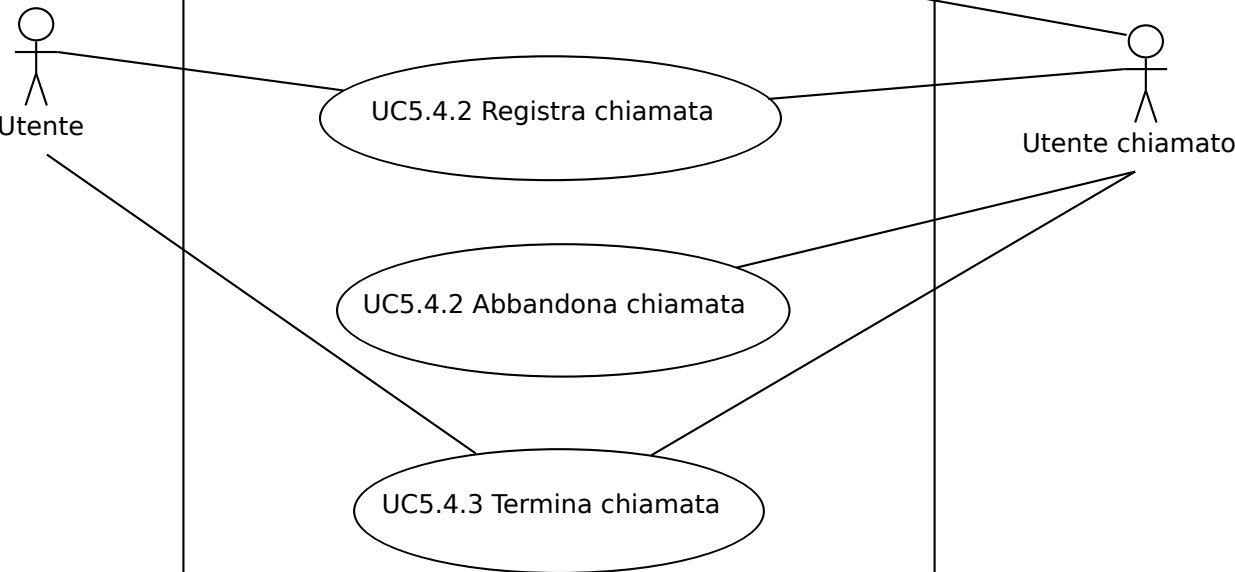 UC5.4.2 Registra chiamata
Utente
Utente chiamato
UC5.4.2 Abbandona chiamata
UC5.4.3 Termina chiamata